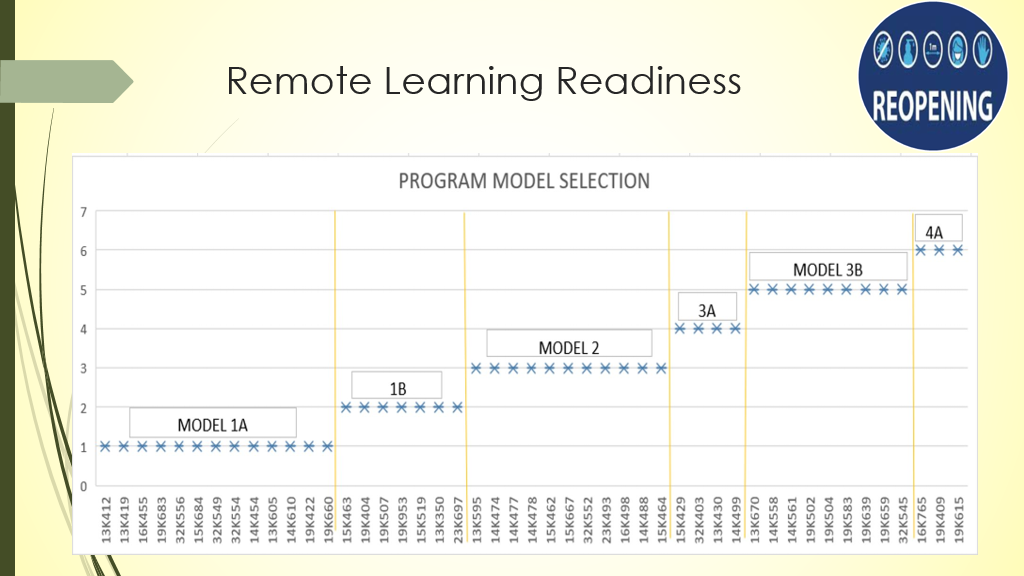 Remote Learning Readiness
1m
REOPENING
PROGRAM MODEL SELECTION
7
6
5
4
3
2
1
0
MODEL 1A
1B
MODEL 2
3A
MODEL 3B
4A
13K412
13K419
16K455
19K683
32K556
15K684
32K549
32K554
14K454
13K605
14K610
19K422
19K660
15K463
19K404
19K507
19K953
15K519
13K350
23K697
13K595
14K474
14K477
14K478
15K462
15K667
32K552
23K493
16K498
14K488
15K464
15K429
32K403
13K430
14K499
13K670
14K558
14K561
19K502
19K504
19K583
19K639
19K659
32K545
16K765
19K409
19K615